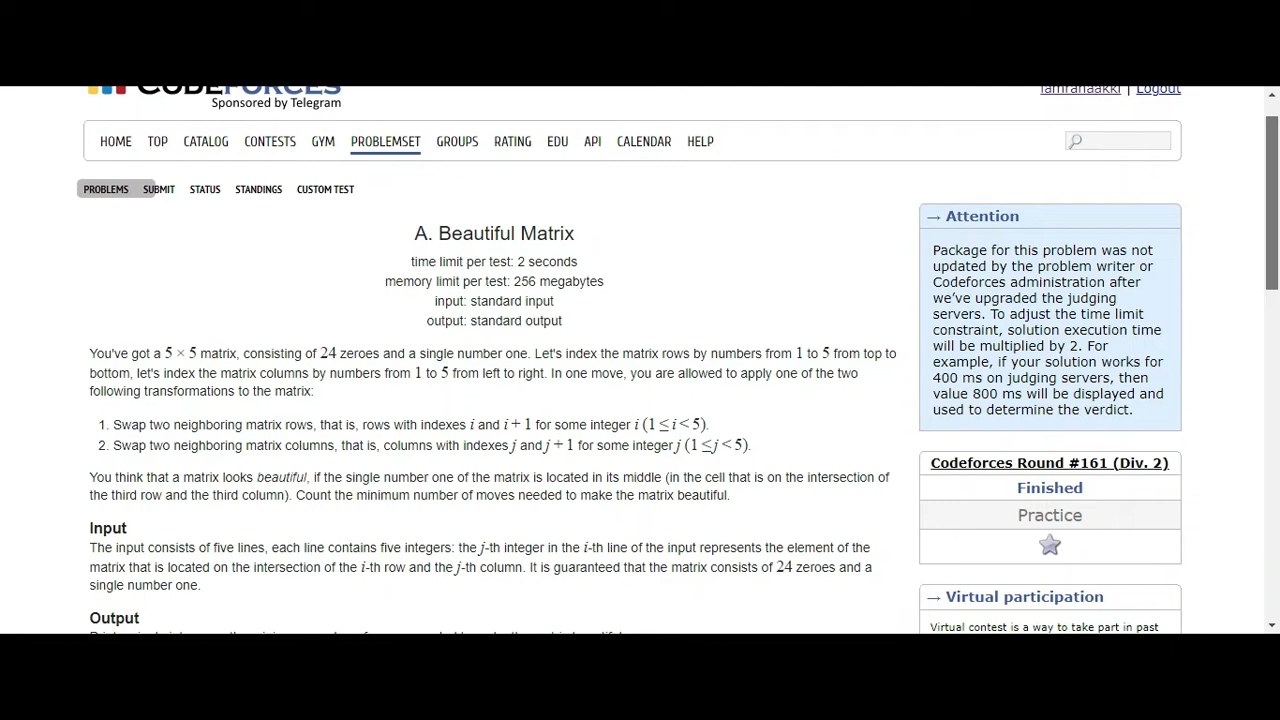 CODEFORCES
Sponsored by Telegram
| Logout
HOME TOP CATALOG CONTESTS GYM PROBLEMSET GROUPS RATING EDU API CALENDAR HELP
PROBLEMS SUBMIT STATUS STANDINGS CUSTOM TEST
A. Beautiful Matrix
time limit per test: 2 seconds
memory limit per test: 256 megabytes
input: standard input
output: standard output
You've got a 5 × 5 matrix, consisting of 24 zeroes and a single number one. Let's index the matrix rows by numbers from 1 to 5 from top to
bottom, let's index the matrix columns by numbers from 1 to 5 from left to right. In one move, you are allowed to apply one of the two
following transformations to the matrix:
1. Swap two neighboring matrix rows, that is, rows with indexes i and i + 1 for some integer i (1 ≤ i < 5).
2. Swap two neighboring matrix columns, that is, columns with indexes j and j + 1 for some integer j (1 ≤ j < 5).
You think that a matrix looks beautiful, if the single number one of the matrix is located in its middle (in the cell that is on the intersection of
the third row and the third column). Count the minimum number of moves needed to make the matrix beautiful.
Input
The input consists of five lines, each line contains five integers: the j-th integer in the i-th line of the input represents the element of the
matrix that is located on the intersection of the i-th row and the j-th column. It is guaranteed that the matrix consists of 24 zeroes and a
single number one.
Output
→ Attention
Package for this problem was not
updated by the problem writer or
Codeforces administration after
we've upgraded the judging
servers. To adjust the time limit
constraint, solution execution time
will be multiplied by 2. For
example, if your solution works for
400 ms on judging servers, then
value 800 ms will be displayed and
used to determine the verdict.
Codeforces Round #161 (Div. 2)
Finished
Practice
→ Virtual participation
Virtual contest is a way to take part in past